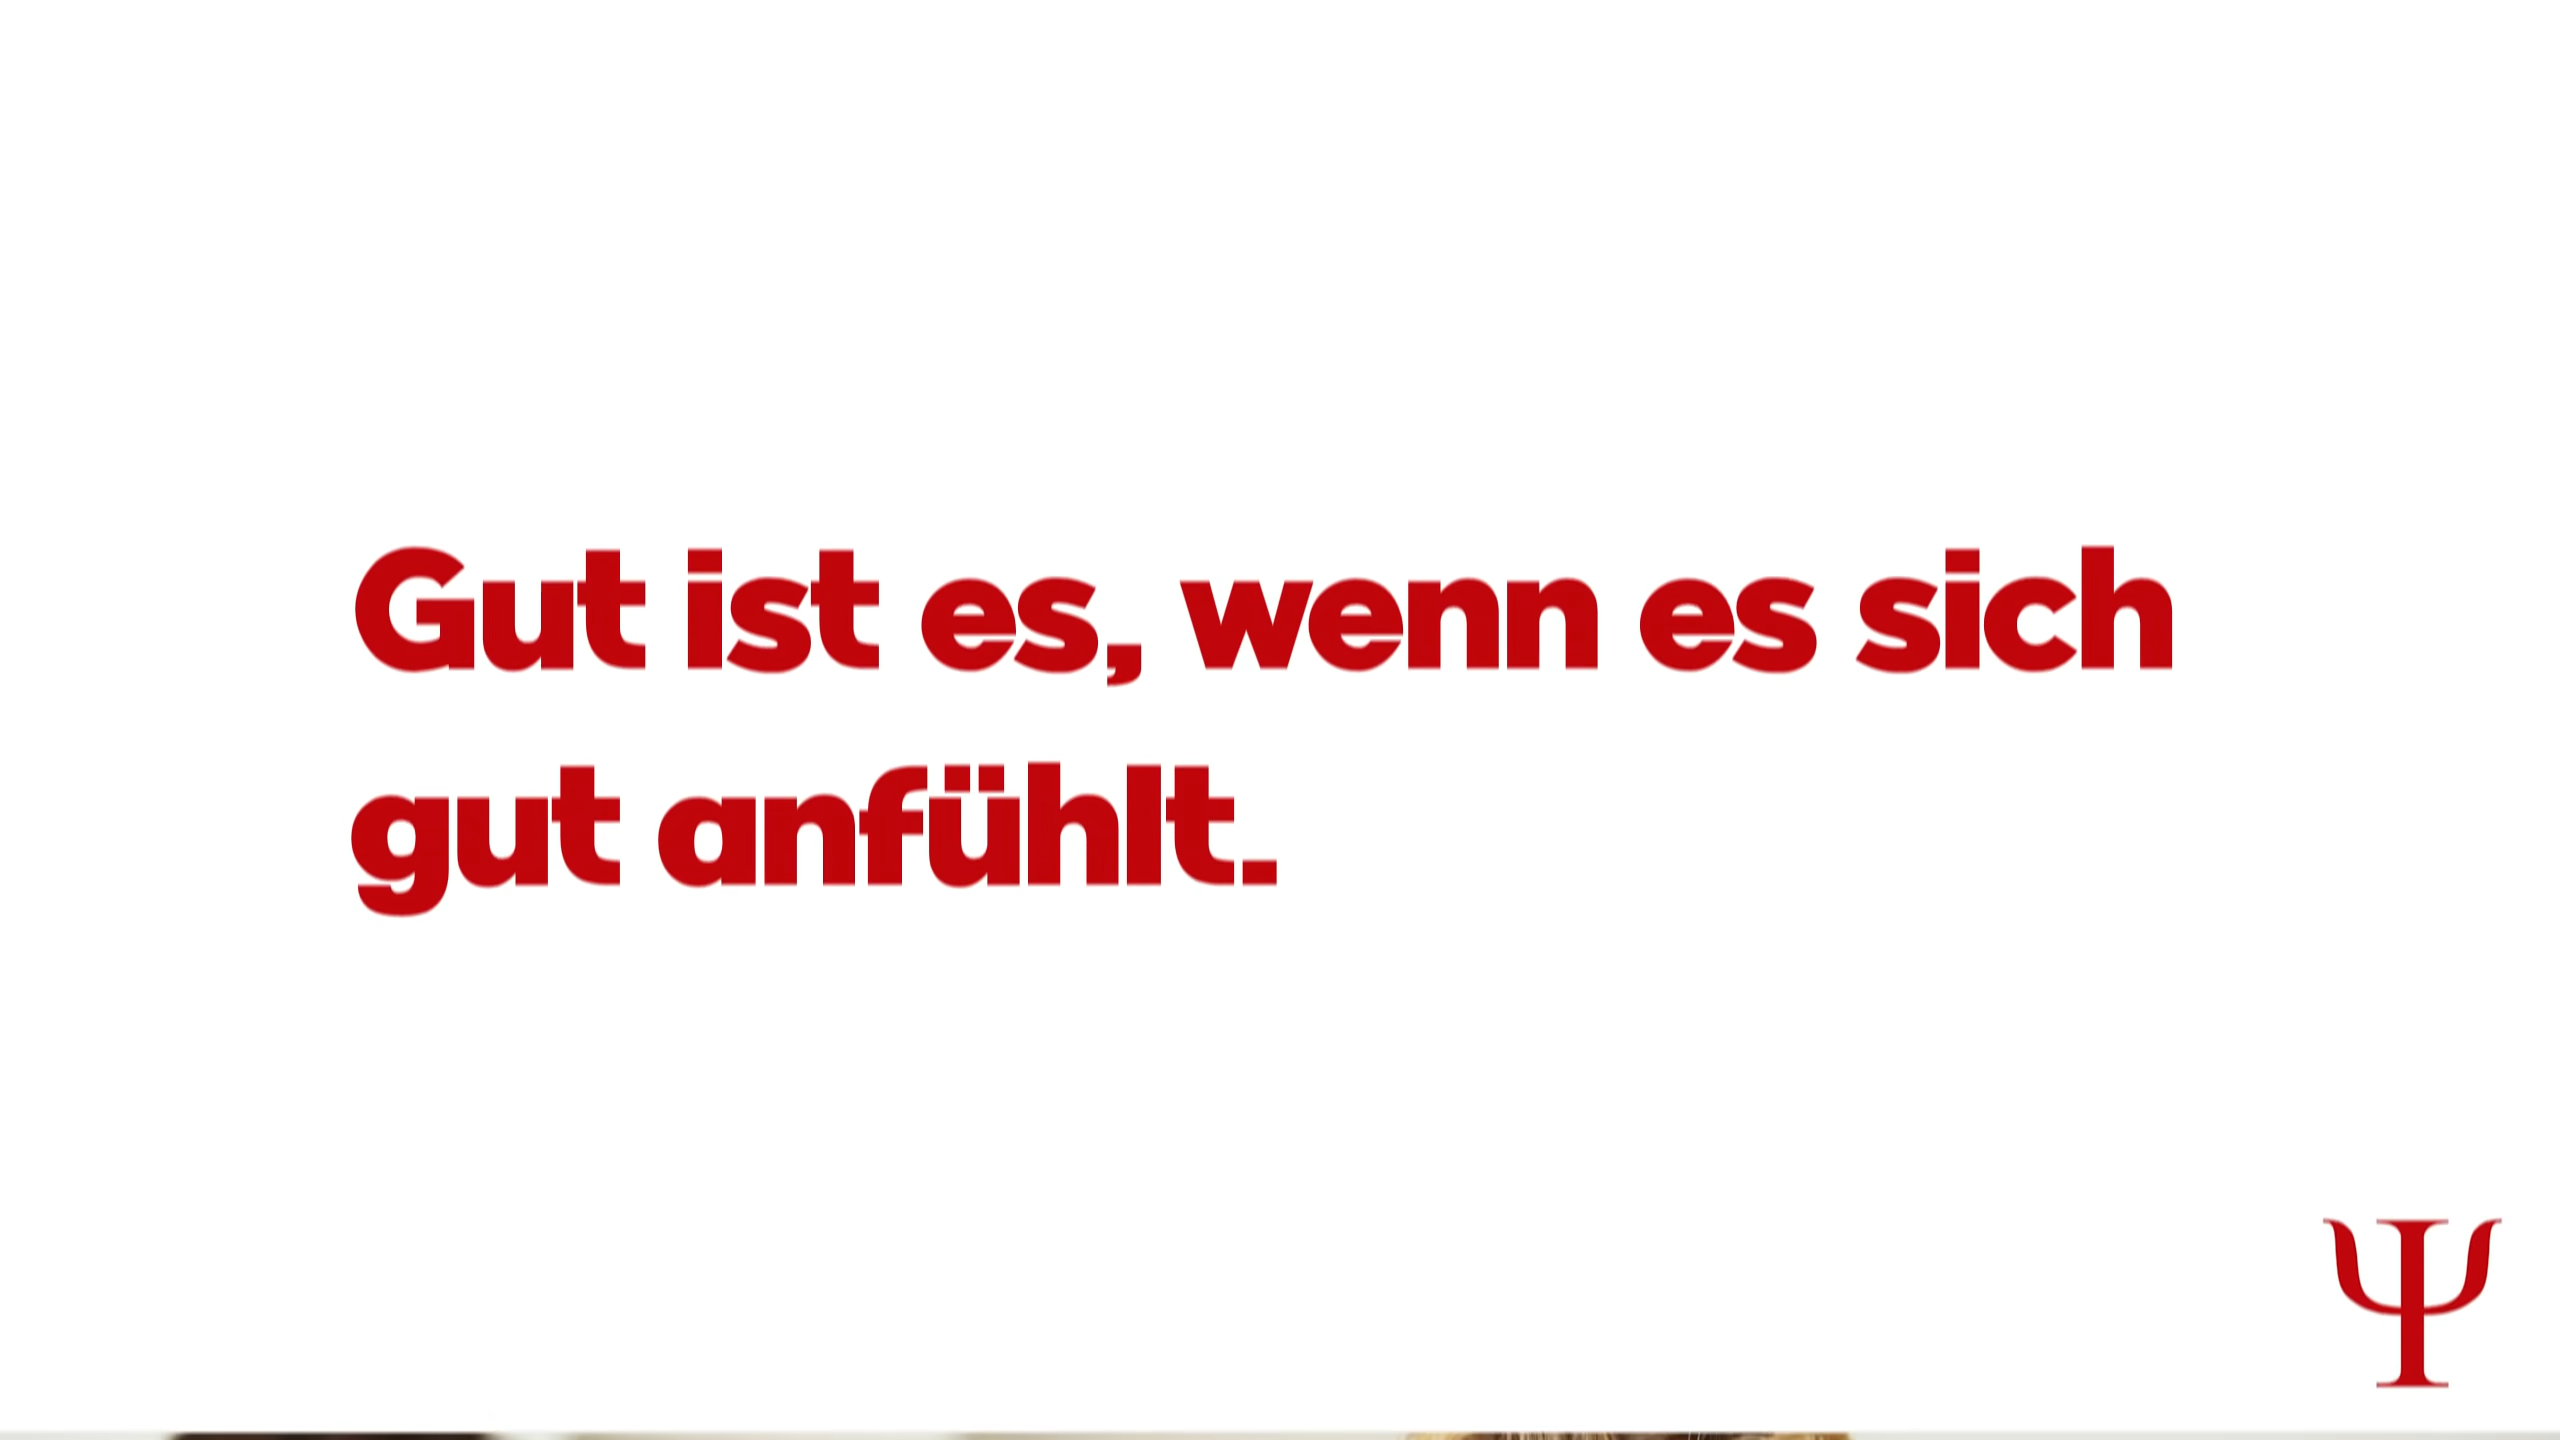 Gut ist es, wenn es sich
gut anfühlt.
Ψ